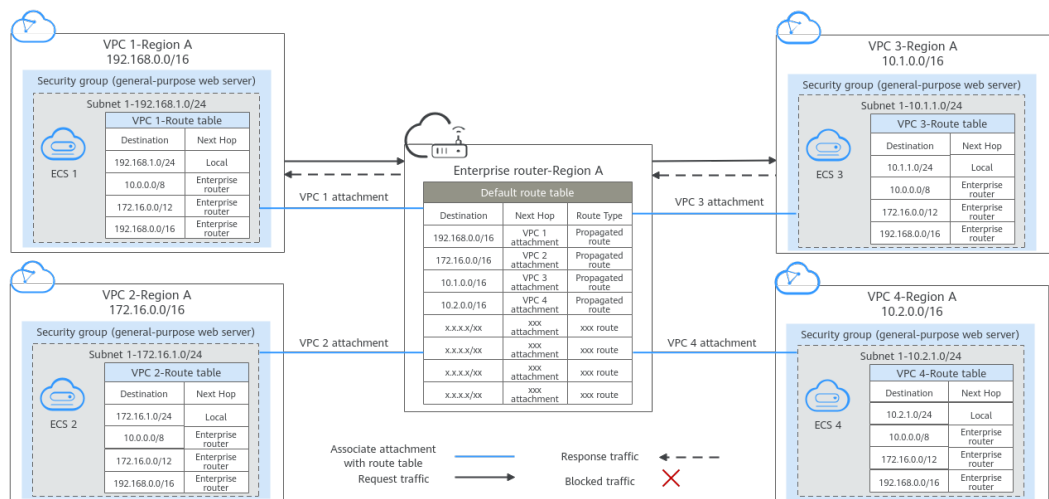 VPC 1-Region A
192.168.0.0/16
Security group (general-purpose web server)
Subnet 1-192.168.1.0/24
VPC 1-Route table
Destination Next Hop
192.168.1.0/24 Local
10.0.0.0/8 Enterprise router
172.16.0.0/12 Enterprise router
192.168.0.0/16 Enterprise router
ECS 1
VPC 2-Region A
172.16.0.0/16
Security group (general-purpose web server)
Subnet 1-172.16.1.0/24
VPC 2-Route table
Destination Next Hop
172.16.1.0/24 Local
10.0.0.0/8 Enterprise router
172.16.0.0/12 Enterprise router
192.168.0.0/16 Enterprise router
ECS 2
VPC 1 attachment
VPC 2 attachment
Enterprise router-Region A
Default route table
Destination Next Hop Route Type
192.168.0.0/16 VPC 1 attachment Propagated route
172.16.0.0/16 VPC 2 attachment Propagated route
10.1.0.0/16 VPC 3 attachment Propagated route
10.2.0.0/16 VPC 4 attachment Propagated route
x.x.x.x/xx xxx attachment xxx route
x.x.x.x/xx xxx attachment xxx route
x.x.x.x/xx xxx attachment xxx route
x.x.x.x/xx xxx attachment xxx route
VPC 3 attachment
VPC 4 attachment
VPC 3-Region A
10.1.0.0/16
Security group (general-purpose web server)
Subnet 1-10.1.1.0/24
VPC 3-Route table
Destination Next Hop
10.1.1.0/24 Local
10.0.0.0/8 Enterprise router
172.16.0.0/12 Enterprise router
192.168.0.0/16 Enterprise router
ECS 3
VPC 4-Region A
10.2.0.0/16
Security group (general-purpose web server)
Subnet 1-10.2.1.0/24
VPC 4-Route table
Destination Next Hop
10.2.1.0/24 Local
10.0.0.0/8 Enterprise router
172.16.0.0/12 Enterprise router
192.168.0.0/16 Enterprise router
ECS 4
Associate attachment
with route table
Request traffic
Response traffic
Blocked traffic